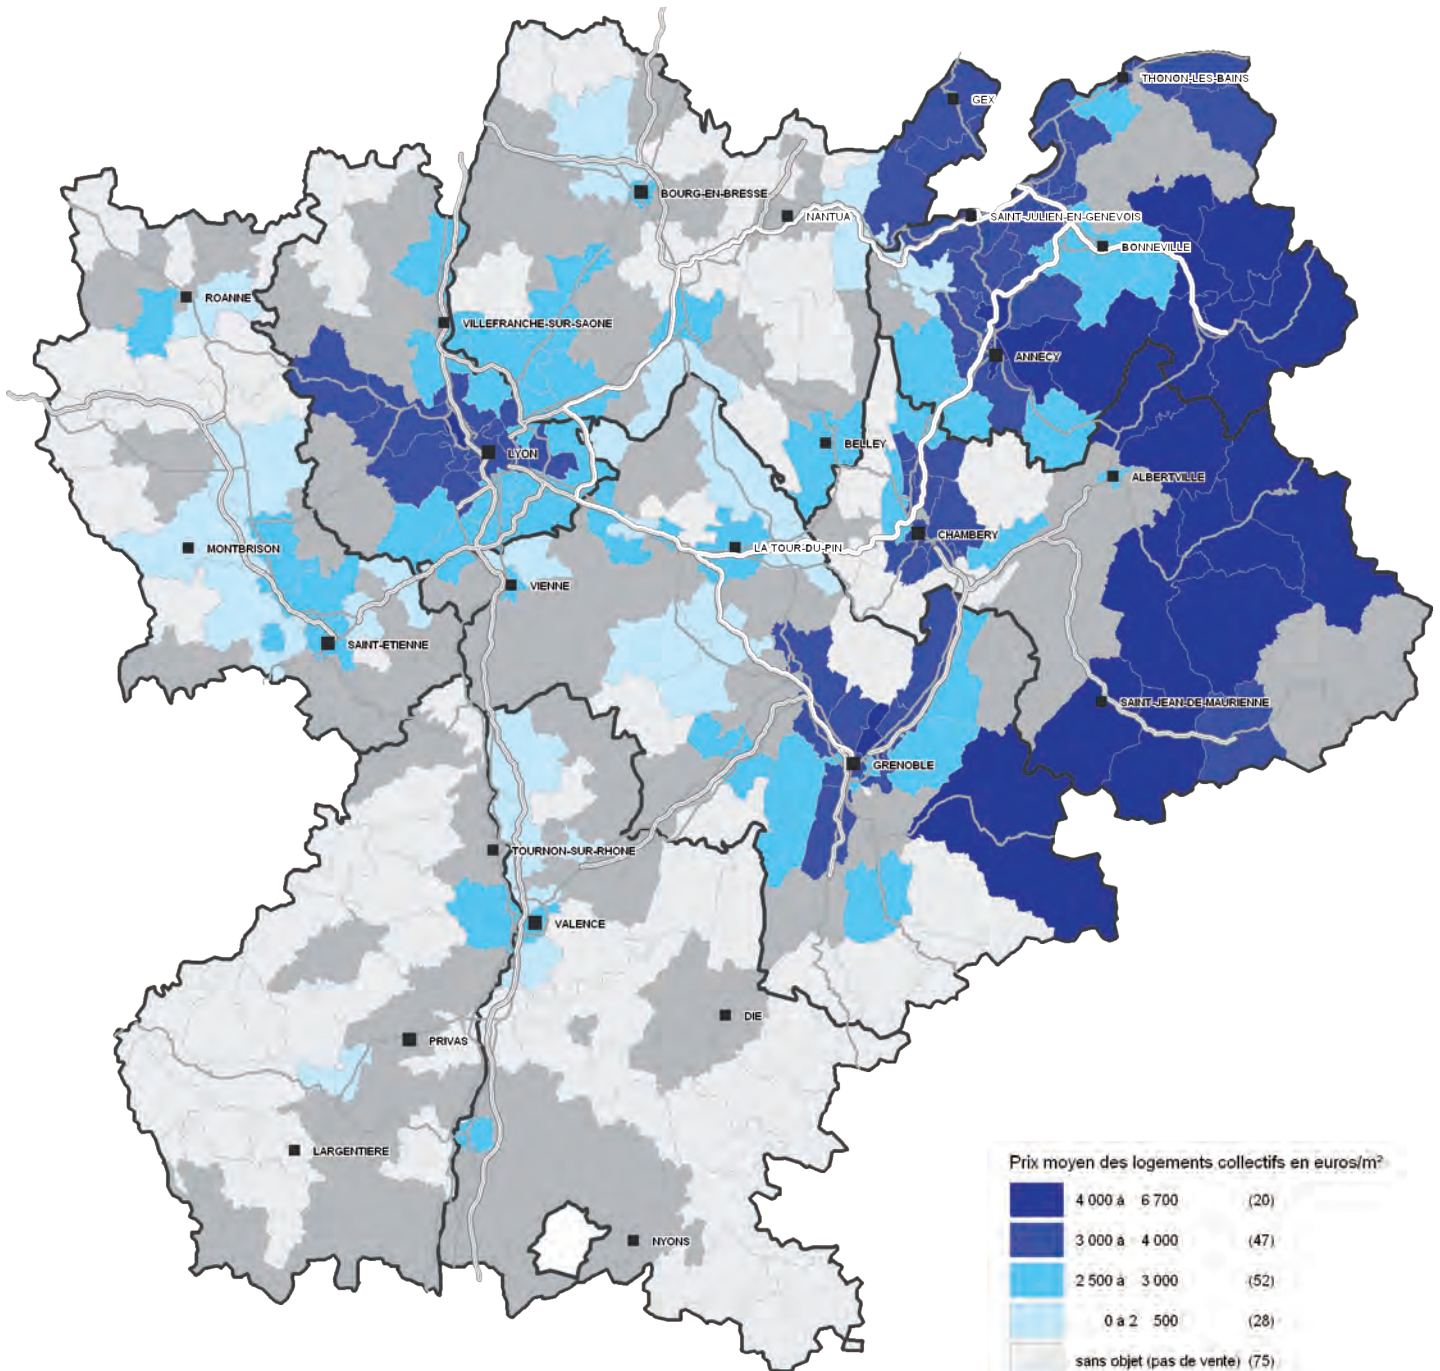 THONON-LES-BAINS
GEX
BOURG-EN-BRESSE
NANTUA
SAINT-JULIEN-EN-GENEVOIS
BONNEVILLE
ROANNE
VILLEFRANCHE-SUR-SAONE
ANNECY
BELLEY
LYON
ALBERTVILLE
MONTBRISON
LA TOUR-DU-PIN
CHAMBERY
VIENNE
SAINT-ETIENNE
SAINT-JEAN-DE-MAURIENNE
GRENOBLE
TOURNON-SUR-RHONE
VALENCE
DIE
PRIVAS
LARGENTIERE
NYONS
Prix moyen des logements collectifs en euros/m²
4 000 à 6 700 (20)
3 000 à 4 000 (47)
2 500 à 3 000 (52)
0 à 2 500 (28)
sans objet (pas de vente) (75)